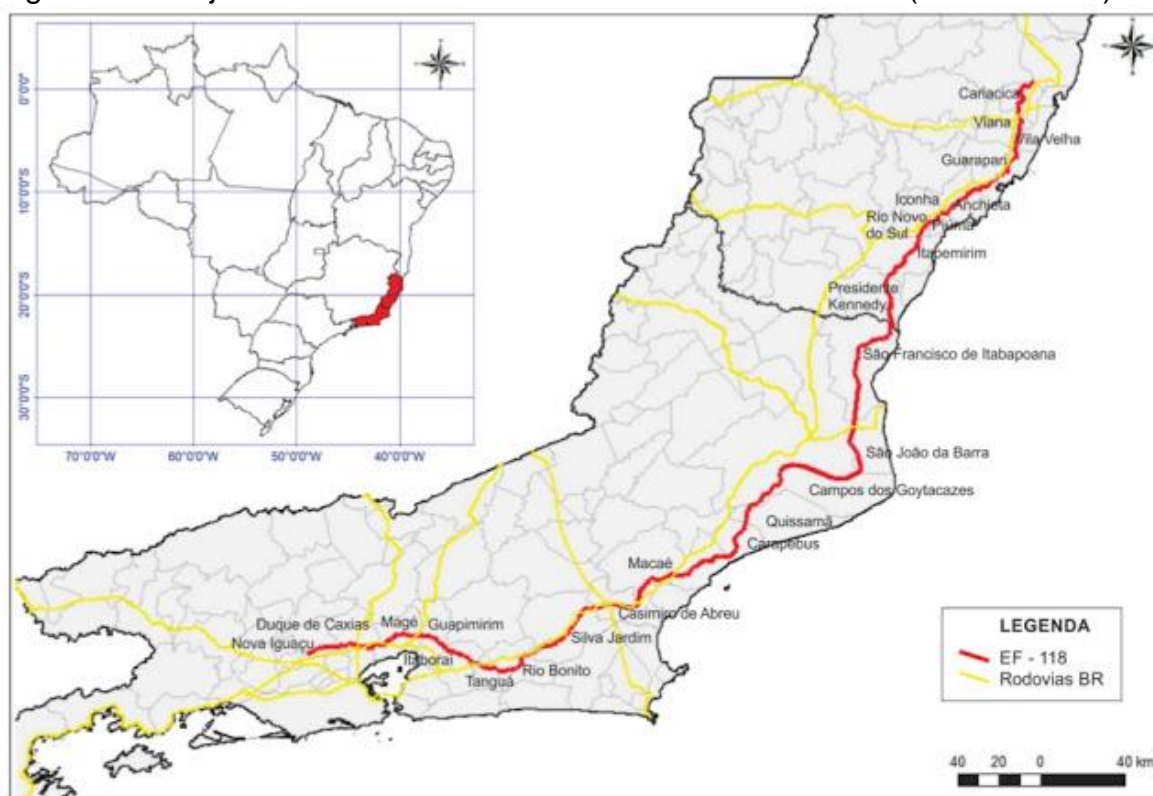 0°0'0"
10°0'0"S
20°0'0"S
30°0'0"S
70°0'0"W
60°0'0"W
50°0'0"W
40°0'0"W
Cariacica
Viana
Vila Velha
Guarapari
Iconha
Anchieta
Rio Novo
do Sul
Piúma
Itapemirim
Presidente
Kennedy
São Francisco de Itabapoana
São João da Barra
Campos dos Goytacazes
Quissamã
Carapebus
Macaé
Casimiro de Abreu
Silva Jardim
Duque de Caxias
Magé
Guapimirim
Nova Iguaçu
Itaboraí
Rio Bonito
Tanguá
LEGENDA
EF - 118
Rodovias BR
40 20 0 40 km